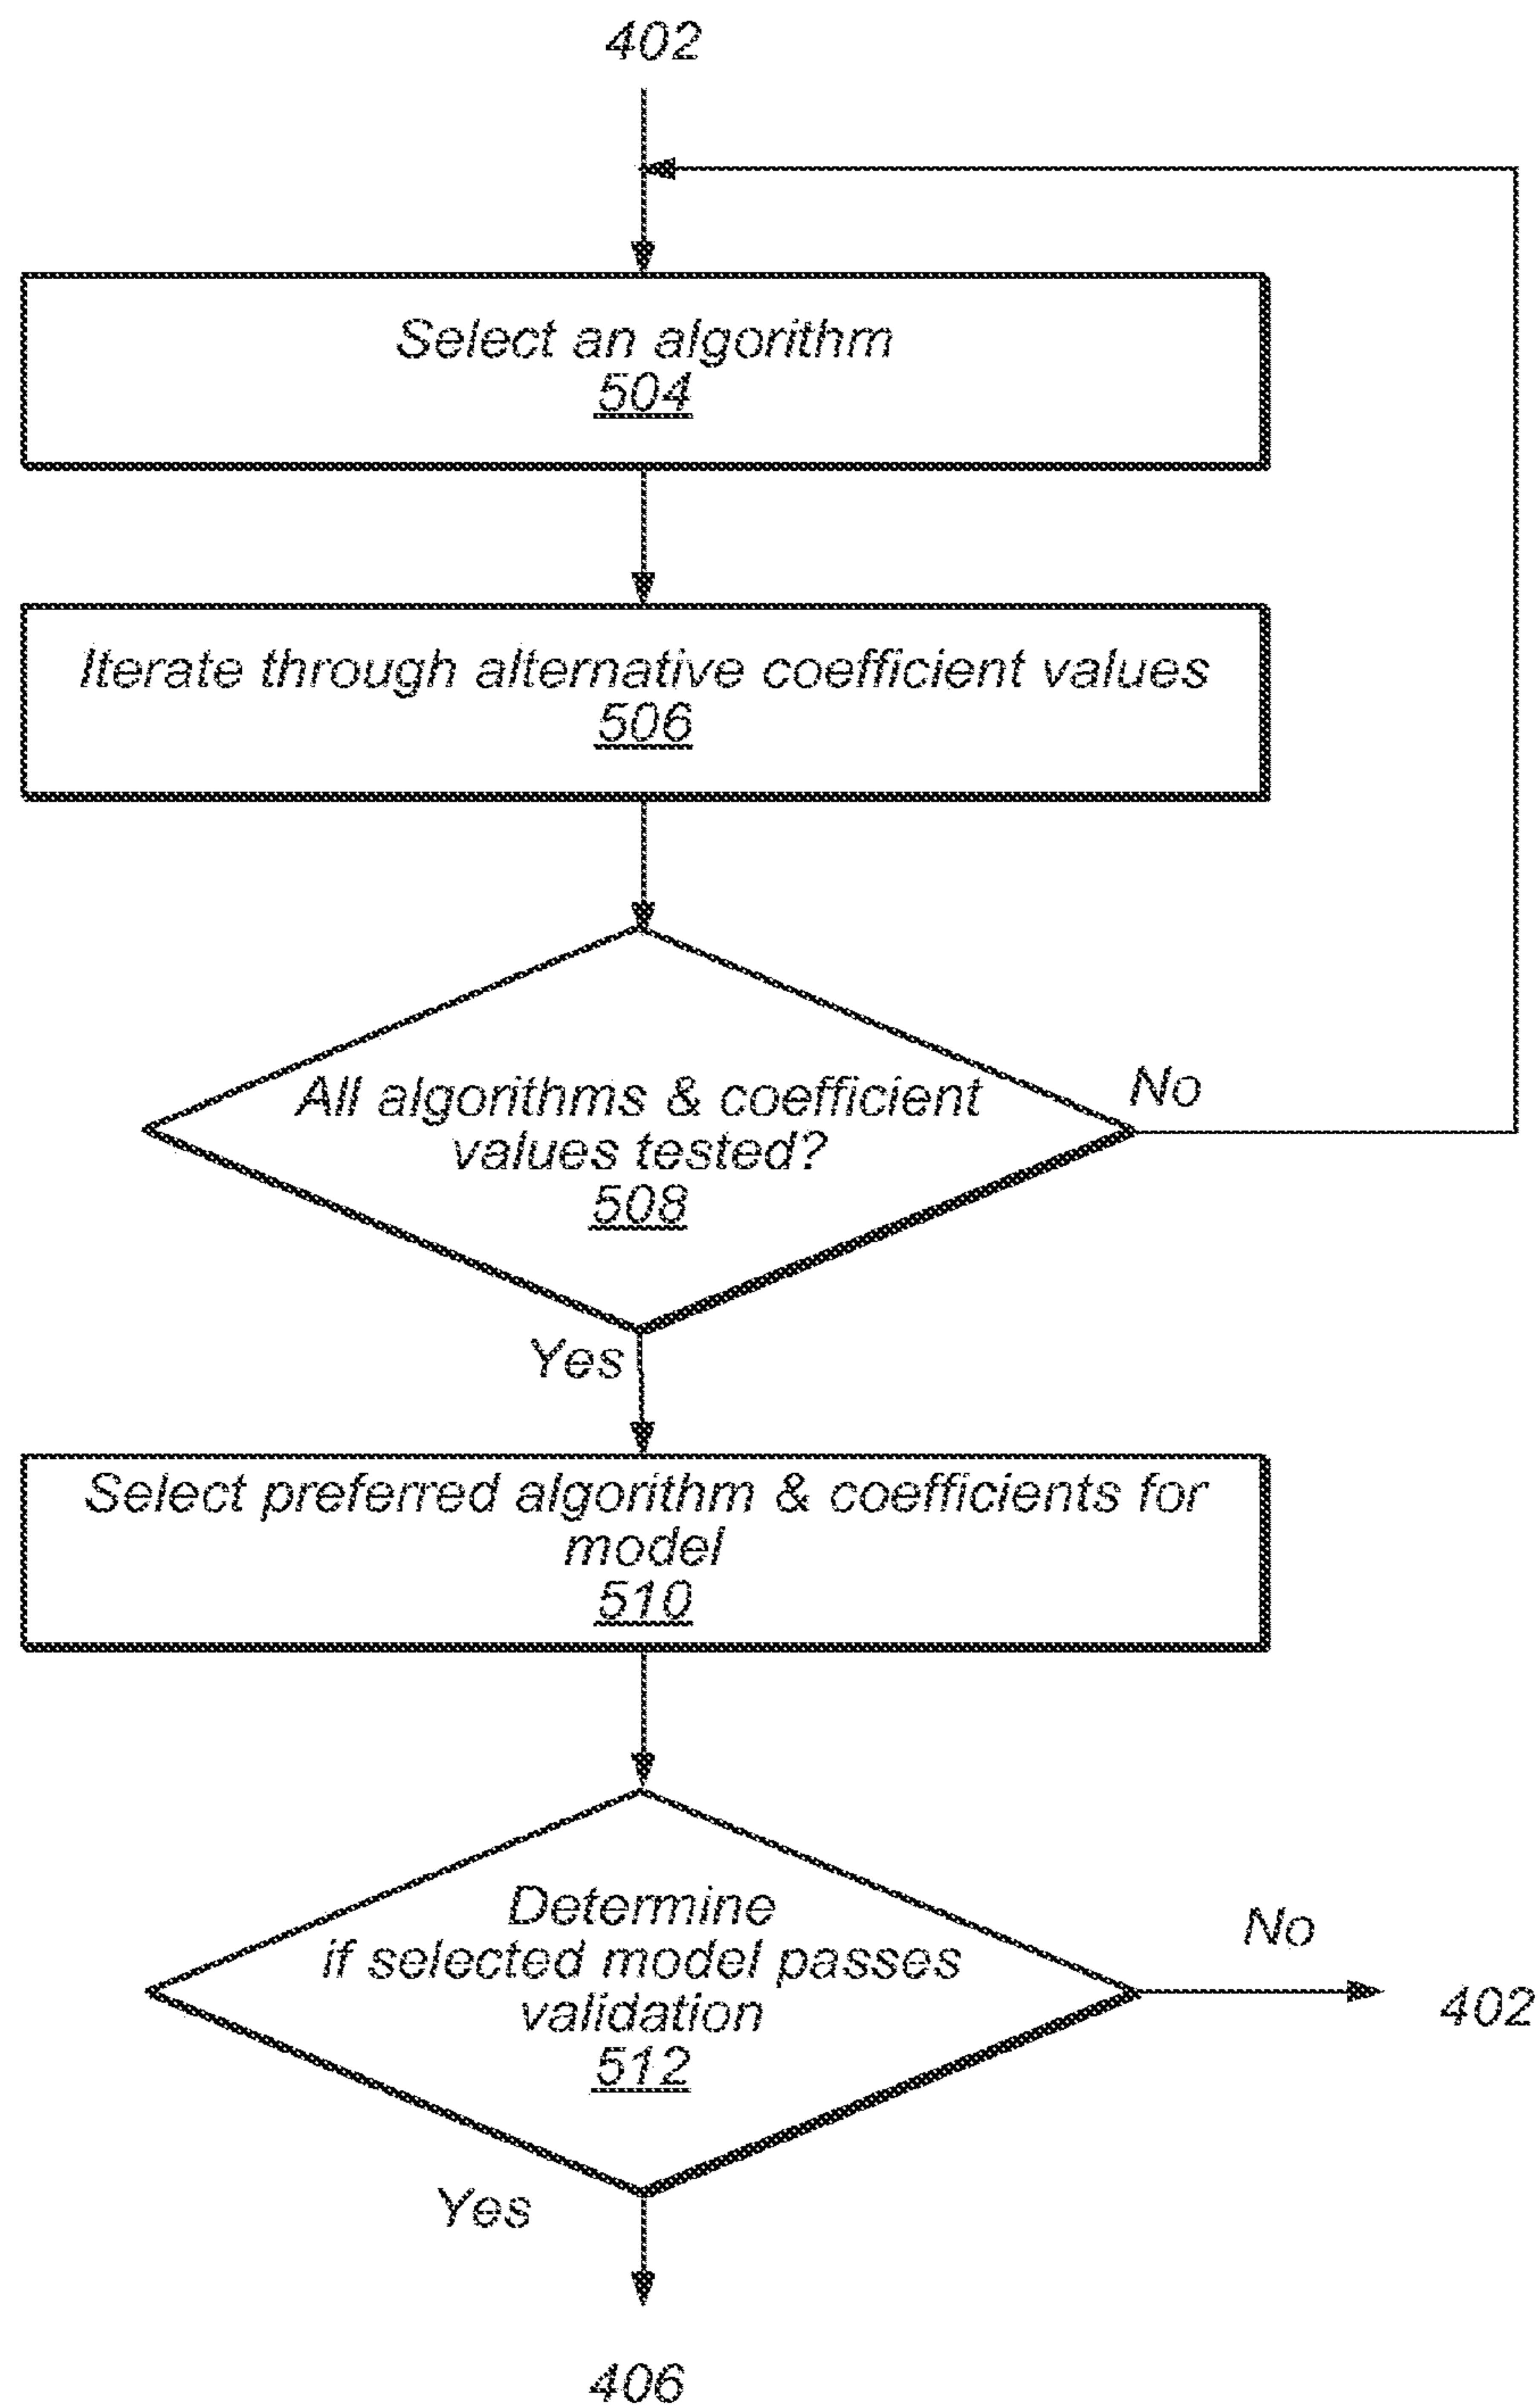 402
Select an algorithm
504
Iterate through alternative coefficient values
506
All algorithms & coefficient
values tested?
508
No
Yes
Select preferred algorithm & coefficients for
model
510
Determine
if selected model passes
validation
512
No
402
Yes
406